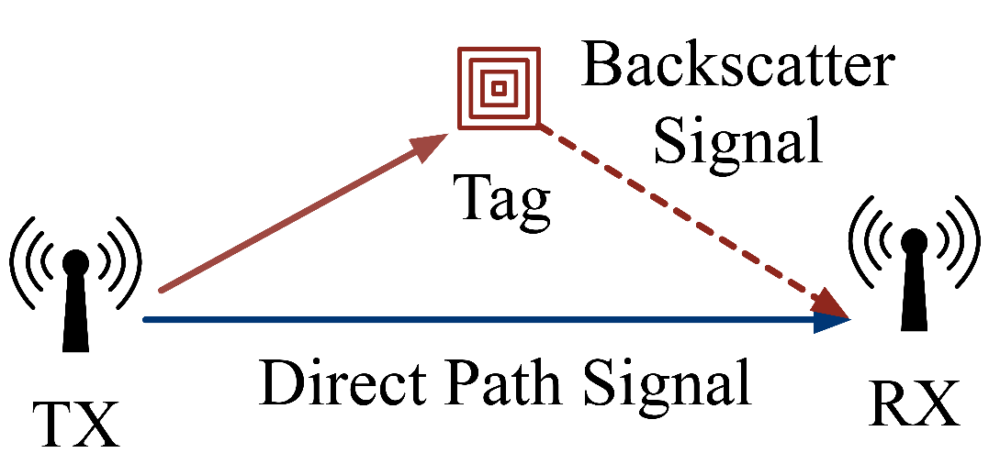 Backscatter
Signal
Tag
Direct Path Signal
TX
RX